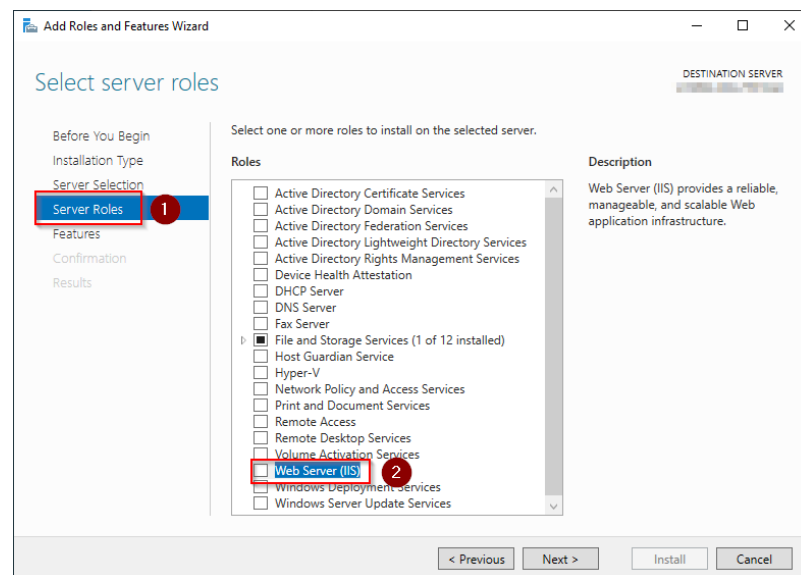 Add Roles and Features Wizard
Select server roles
DESTINATION SERVER
Before You Begin
Installation Type
Server Selection
Server Roles
1
Features
Confirmation
Results
Select one or more roles to install on the selected server.
Roles
Active Directory Certificate Services
Active Directory Domain Services
Active Directory Federation Services
Active Directory Lightweight Directory Services
Active Directory Rights Management Services
Device Health Attestation
DHCP Server
DNS Server
Fax Server
File and Storage Services (1 of 12 installed)
Host Guardian Service
Hyper-V
Network Policy and Access Services
Print and Document Services
Remote Access
Remote Desktop Services
Volume Activation Services
Web Server (IIS)
2
Windows Deployment Services
Windows Server Update Services
Description
Web Server (IIS) provides a reliable,
manageable, and scalable Web
application infrastructure.
< Previous
Next >
Install
Cancel